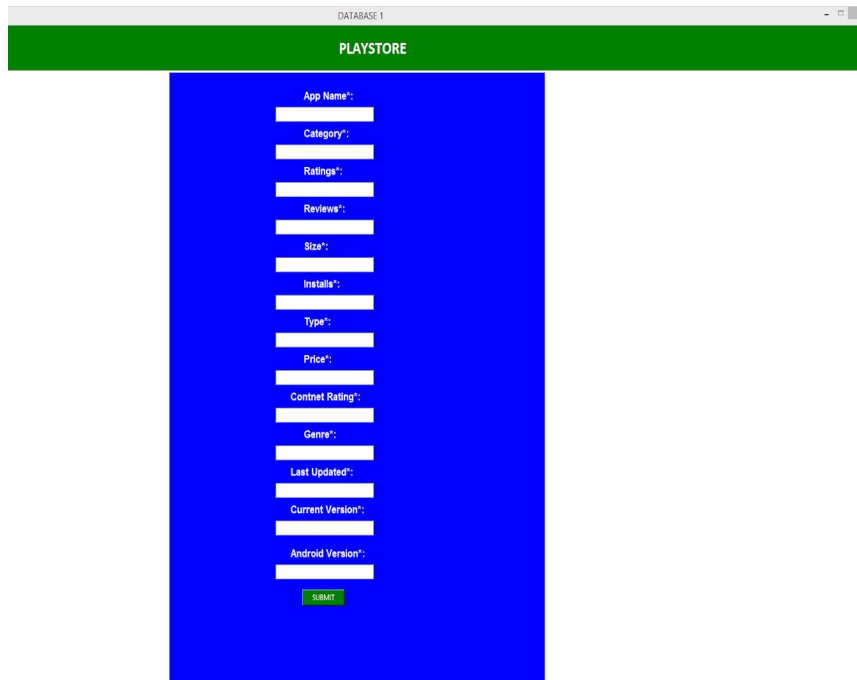 DATABASE 1
PLAYSTORE
App Name*:
Category*:
Ratings*:
Reviews*:
Size*:
Installs*:
Type*:
Price*:
Contnet Rating*:
Genre*:
Last Updated*:
Current Version*:
Android Version*:
SUBMIT